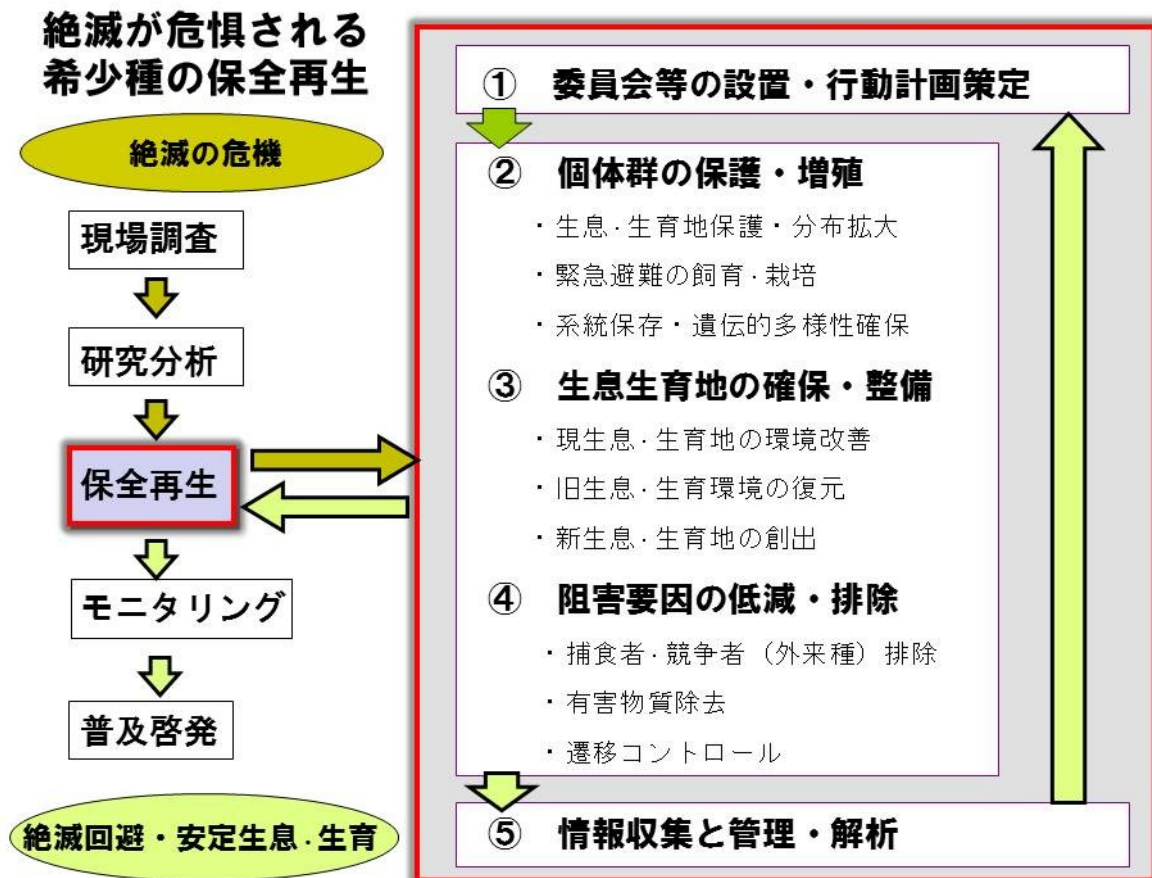 絶滅が危惧される
希少種の保全再生
絶滅の危機
現場調査
研究分析
保全再生
モニタリング
普及啓発
絶滅回避・安定生息·生育
① 委員会等の設置・行動計画策定
② 個体群の保護・増殖
・生息·生育地保護・分布拡大
・緊急避難の飼育·栽培
・系統保存・遺伝的多様性確保
③ 生息生育地の確保・整備
・現生息·生育地の環境改善
・旧生息·生育環境の復元
・新生息·生育地の創出
④ 阻害要因の低減・排除
・捕食者·競争者（外来種）排除
・有害物質除去
・遷移コントロール
⑤ 情報収集と管理・解析